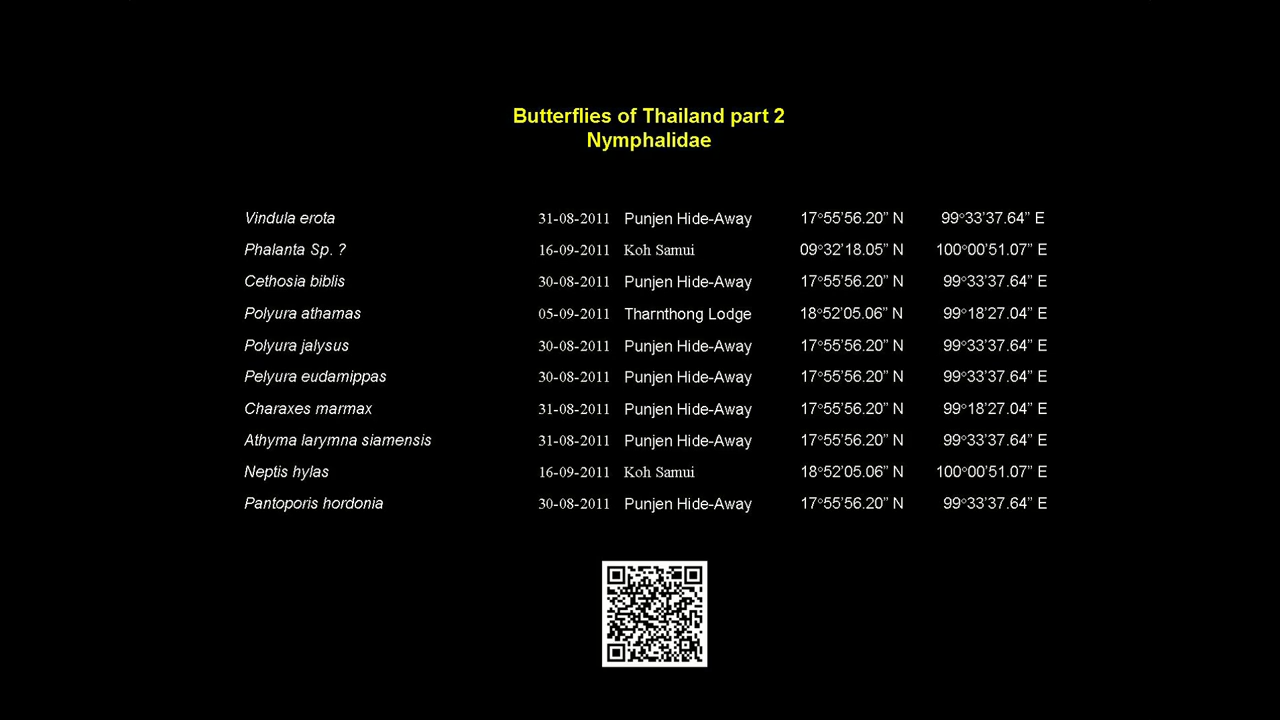 Butterflies of Thailand part 2
Nymphalidae
Vindula erota 31-08-2011 Punjen Hide-Away 17°55’56.20” N 99°33’37.64” E
Phalanta Sp. ? 16-09-2011 Koh Samui 09°32’18.05” N 100°00’51.07” E
Cethosia biblis 30-08-2011 Punjen Hide-Away 17°55’56.20” N 99°33’37.64” E
Polyura athamas 05-09-2011 Tharnthong Lodge 18°52’05.06” N 99°18’27.04” E
Polyura jalysus 30-08-2011 Punjen Hide-Away 17°55’56.20” N 99°33’37.64” E
Pelyura eudamippas 30-08-2011 Punjen Hide-Away 17°55’56.20” N 99°33’37.64” E
Charaxes marmax 31-08-2011 Punjen Hide-Away 17°55’56.20” N 99°18’27.04” E
Athyma larymna siamensis 31-08-2011 Punjen Hide-Away 17°55’56.20” N 99°33’37.64” E
Neptis hylas 16-09-2011 Koh Samui 18°52’05.06” N 100°00’51.07” E
Pantoporis hordonia 30-08-2011 Punjen Hide-Away 17°55’56.20” N 99°33’37.64” E